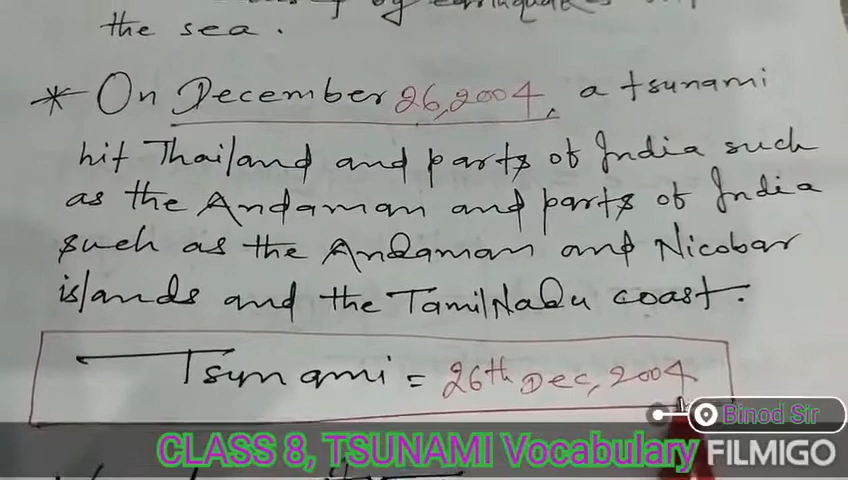 by earthquakes
the sea.
* On December 26, 2004, a tsunami
hit Thailand and parts of India such
as the Andaman and parts of India
such as the Andaman and Nicobar
islands and the TamilNadu coast.
Tsunami = 26th Dec, 2004
Binod Sir
CLASS 8, TSUNAMI Vocabulary FILMIGO